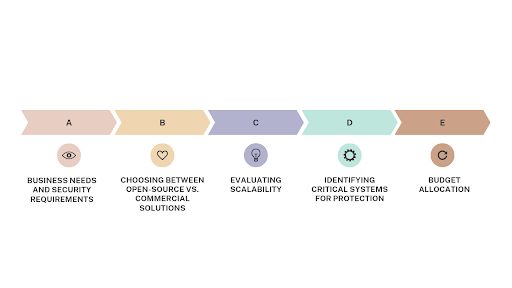 A
B
C
D
E
BUSINESS NEEDS
AND SECURITY
REQUIREMENTS
CHOOSING BETWEEN
OPEN-SOURCE VS.
COMMERCIAL
SOLUTIONS
EVALUATING
SCALABILITY
IDENTIFYING
CRITICAL SYSTEMS
FOR PROTECTION
BUDGET
ALLOCATION